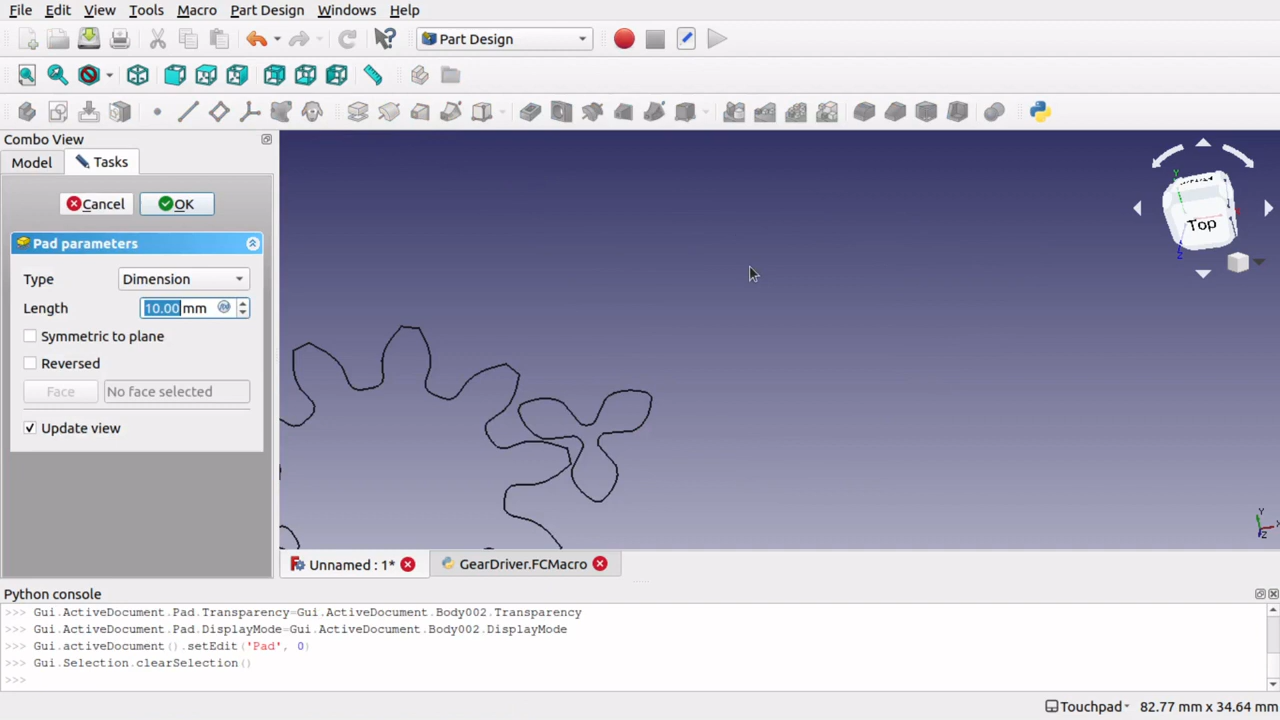 File Edit View Tools Macro Part Design Windows Help
Part Design
Combo View
Model Tasks
Cancel OK
Pad parameters
Type Dimension
Length 10.00 mm
Symmetric to plane
Reversed
Face No face selected
Update view
Top
Y
X
Z
Y
X
Z
Unnamed : 1* GearDriver.FCMacro
Python console
>>> Gui.ActiveDocument.Pad.Transparency=Gui.ActiveDocument.Body002.Transparency
>>> Gui.ActiveDocument.Pad.DisplayMode=Gui.ActiveDocument.Body002.DisplayMode
>>> Gui.activeDocument().setEdit('Pad', 0)
>>> Gui.Selection.clearSelection()
>>>
Touchpad 82.77 mm x 34.64 mm